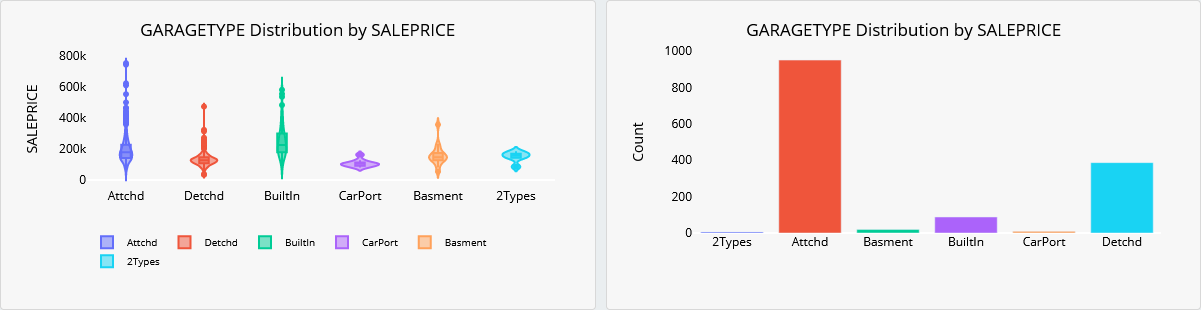 GARAGETYPE Distribution by SALEPRICE
800k
600k
400k
200k
0
SALEPRICE
Attchd Detchd BuiltIn CarPort Basment 2Types
Attchd Detchd BuiltIn CarPort Basment
2Types
GARAGETYPE Distribution by SALEPRICE
1000
800
600
400
200
0
Count
2Types Attchd Basment BuiltIn CarPort Detchd